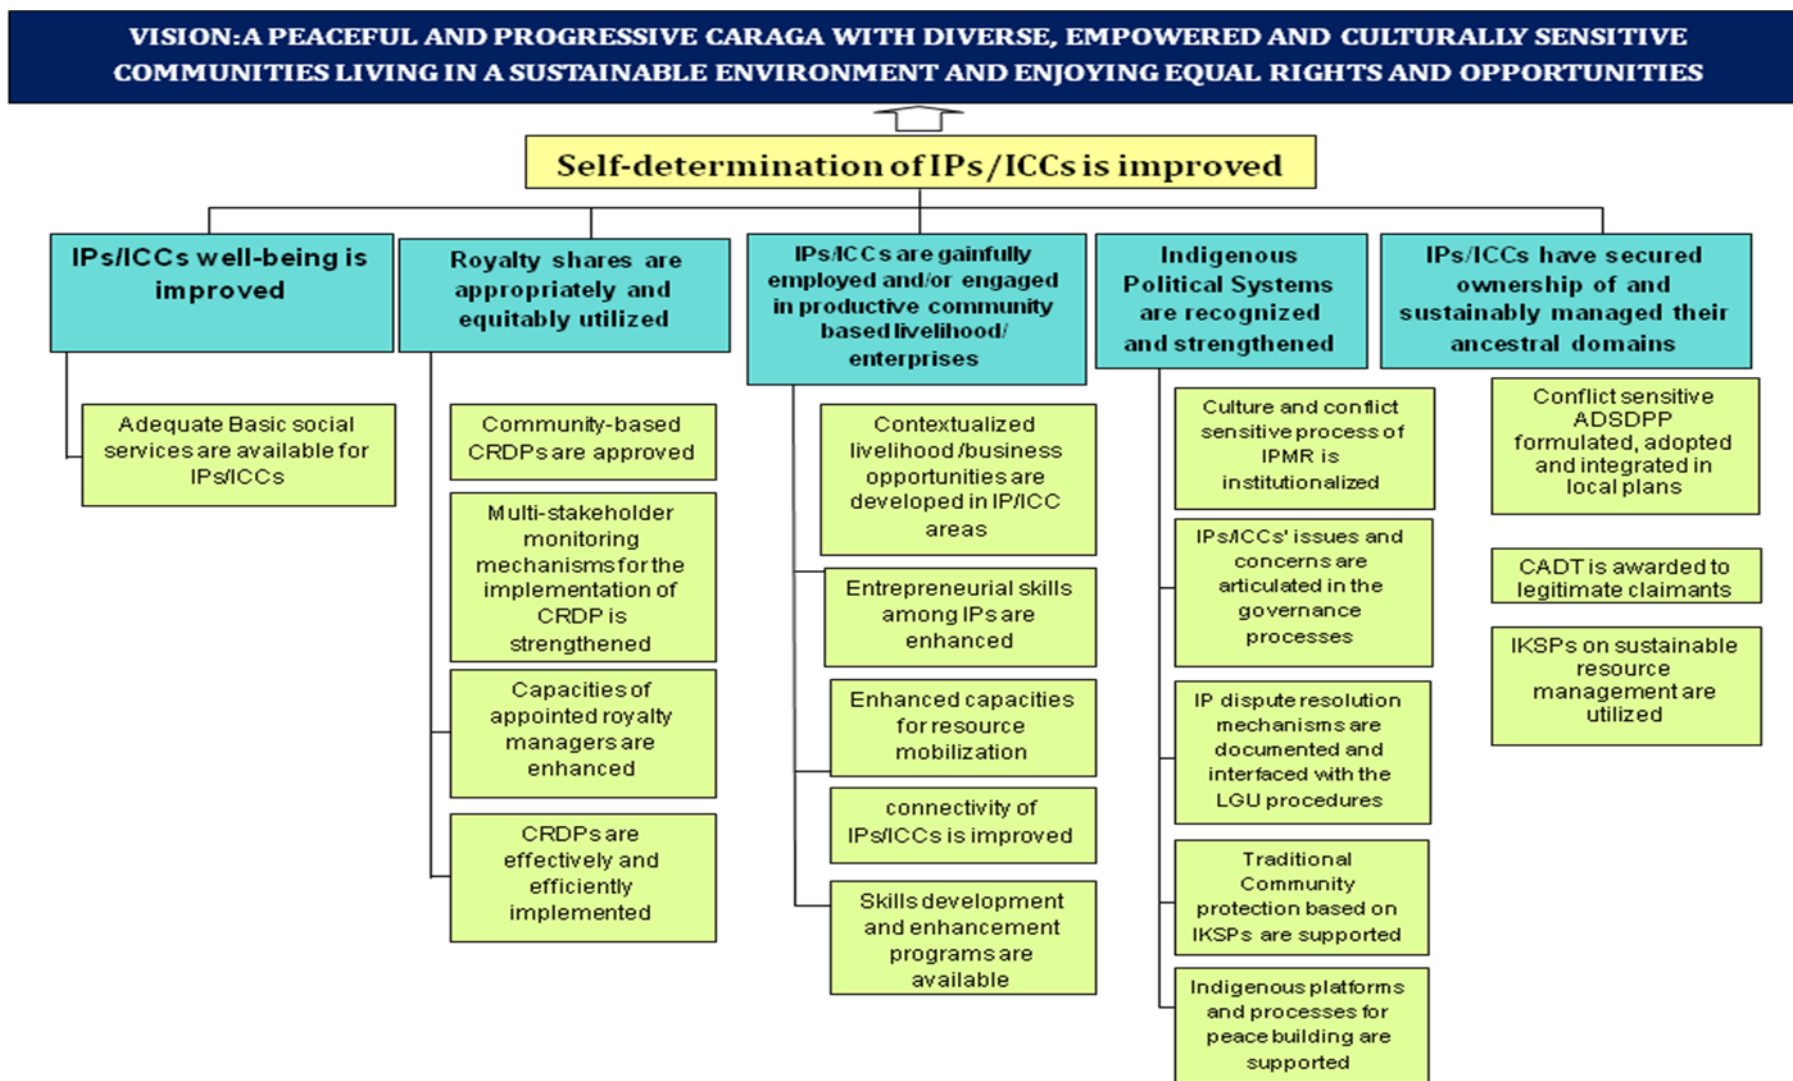 VISION:A PEACEFUL AND PROGRESSIVE CARAGA WITH DIVERSE, EMPOWERED AND CULTURALLY SENSITIVE
COMMUNITIES LIVING IN A SUSTAINABLE ENVIRONMENT AND ENJOYING EQUAL RIGHTS AND OPPORTUNITIES
Self-determination of IPs/ICCs is improved
IPs/ICCs well-being is
improved
Adequate Basic social
services are available for
IPs/ICCs
Royalty shares are
appropriately and
equitably utilized
Community-based
CRDPs are approved
Multi-stakeholder
monitoring
mechanisms for the
implementation of
CRDP is
strengthened
Capacities of
appointed royalty
managers are
enhanced
CRDPs are
effectively and
efficiently
implemented
IPs/ICCs are gainfully
employed and/or engaged
in productive community
based livelihood/
enterprises
Contextualized
livelihood/business
opportunities are
developed in IP/ICC
areas
Entrepreneurial skills
among IPs are
enhanced
Enhanced capacities
for resource
mobilization
connectivity of
IPs/ICCs is improved
Skills development
and enhancement
programs are
available
Indigenous
Political Systems
are recognized
and strengthened
Culture and conflict
sensitive process of
IPMR is
institutionalized
IPs/ICCs' issues and
concerns are
articulated in the
governance
processes
IP dispute resolution
mechanisms are
documented and
interfaced with the
LGU procedures
Traditional
Community
protection based on
IKSPs are supported
Indigenous platforms
and processes for
peace building are
supported
IPs/ICCs have secured
ownership of and
sustainably managed their
ancestral domains
Conflict sensitive
ADSDPP
formulated, adopted
and integrated in
local plans
CADT is awarded to
legitimate claimants
IKSPs on sustainable
resource
management are
utilized